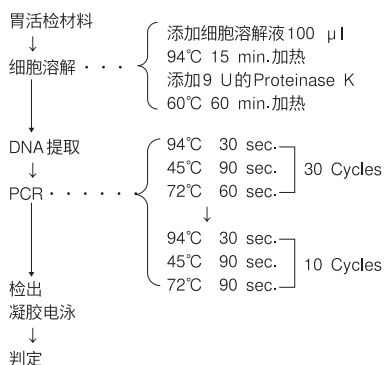 胃活检材料
↓
细胞溶解・・・・
添加细胞溶解液100 μl
94℃ 15 min.加热
添加9 U的Proteinase K
60℃ 60 min.加热
↓
DNA提取
↓
PCR・・・・・・
94℃ 30 sec.
45℃ 90 sec.
72℃ 60 sec.
30 Cycles
↓
94℃ 30 sec.
45℃ 90 sec.
72℃ 90 sec.
10 Cycles
↓
检出
凝胶电泳
↓
判定